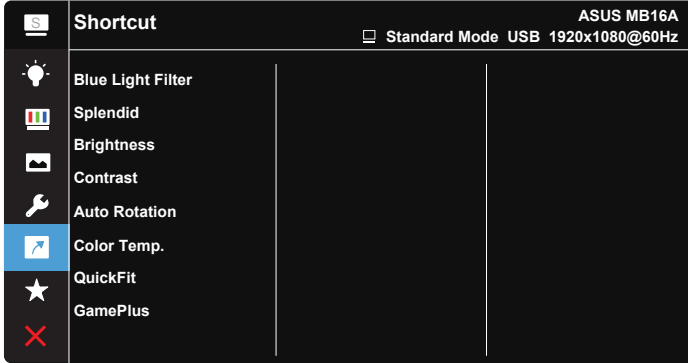 S
Shortcut
ASUS MB16A
Standard Mode USB 1920x1080@60Hz
Blue Light Filter
Splendid
Brightness
Contrast
Auto Rotation
Color Temp.
QuickFit
GamePlus